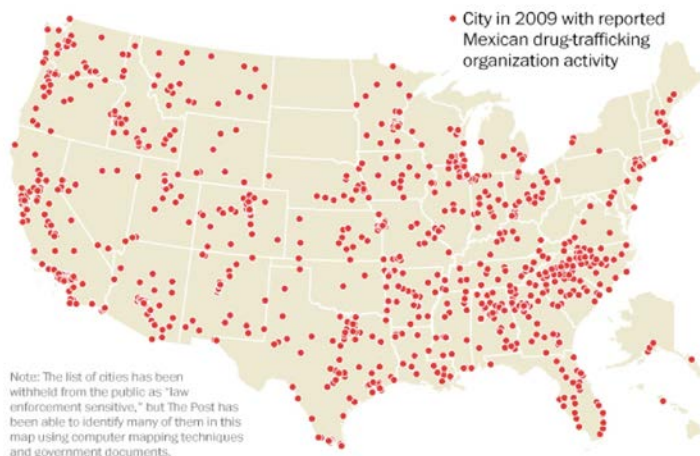 City in 2009 with reported
Mexican drug-trafficking
organization activity
Note: The list of cities has been
withheld from the public as "law
enforcement sensitive," but The Post has
been able to identify many of them in this
map using computer mapping techniques
and government documents.